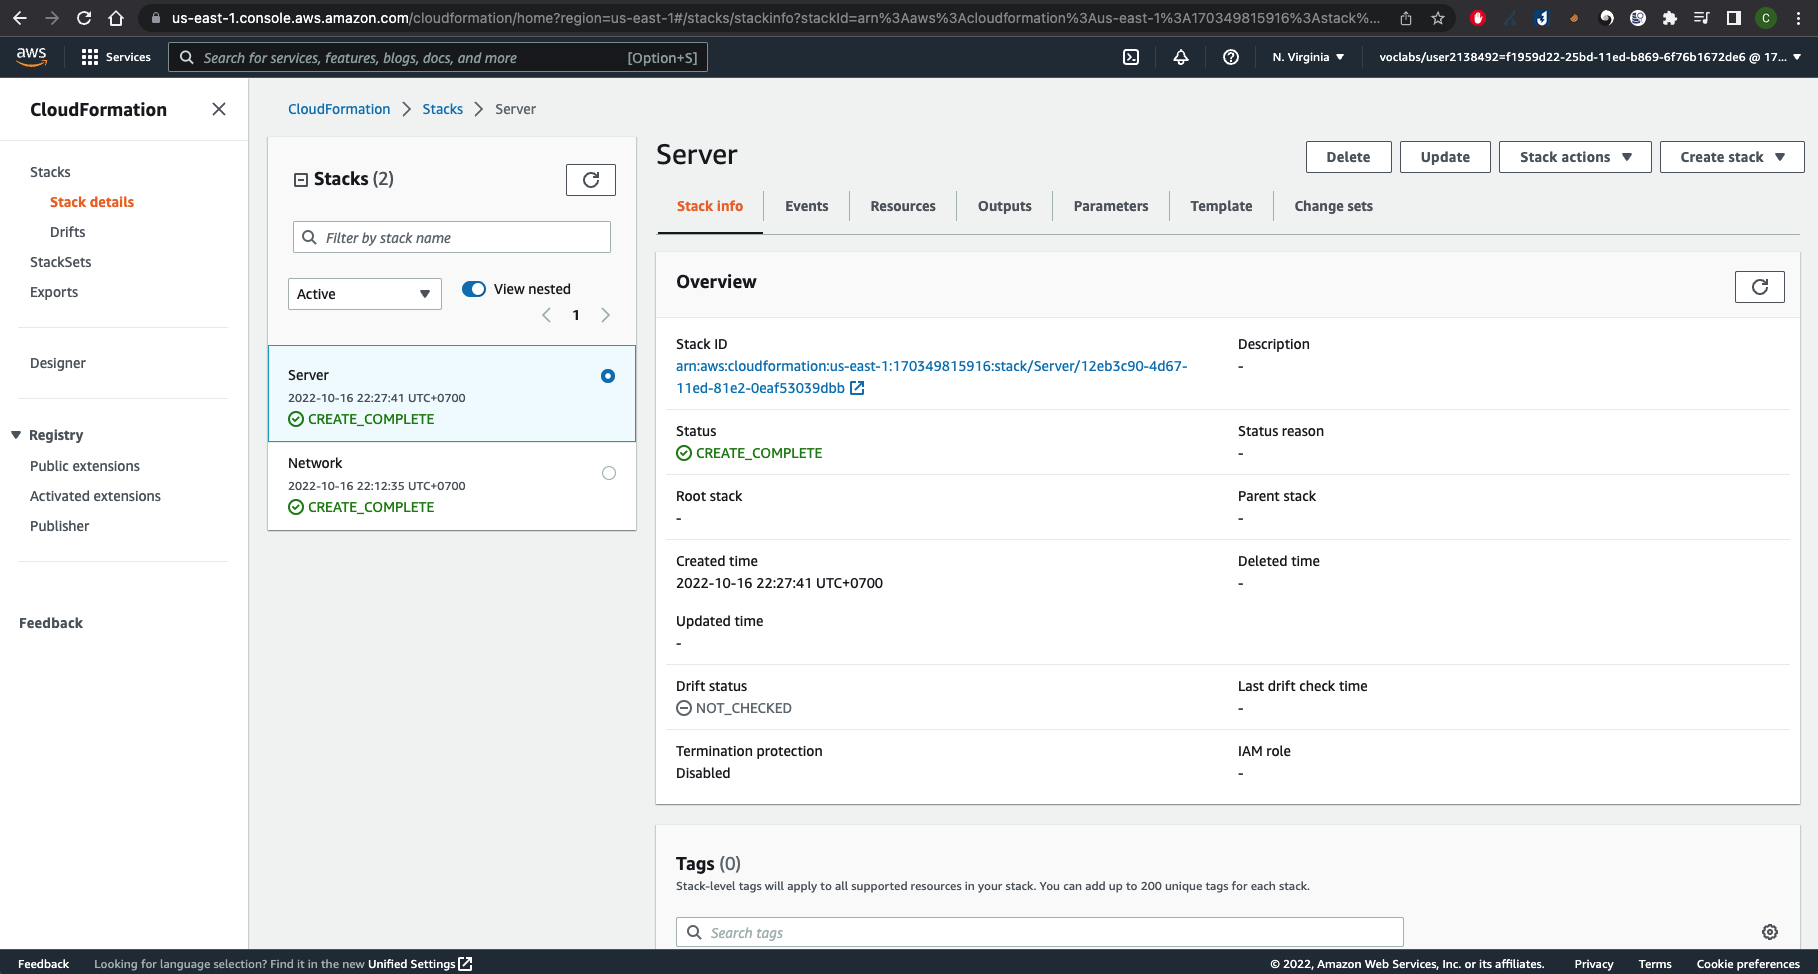 us-east-1.console.aws.amazon.com/cloudformation/home?region=us-east-1#/stacks/stackinfo?stackId=arn%3Aaws%3Acloudformation%3Aus-east-1%3A170349815916%3Astack%...
C
aws
Services
Search for services, features, blogs, docs, and more
[Option+S]
N. Virginia
voclabs/user2138492=f1959d22-25bd-11ed-b869-6f76b1672de6 @ 17...
CloudFormation
Stacks
Stack details
Drifts
StackSets
Exports
Designer
Registry
Public extensions
Activated extensions
Publisher
Feedback
CloudFormation
Stacks
Server
Stacks (2)
Filter by stack name
Active
View nested
1
Server
2022-10-16 22:27:41 UTC+0700
CREATE_COMPLETE
Network
2022-10-16 22:12:35 UTC+0700
CREATE_COMPLETE
Server
Delete
Update
Stack actions
Create stack
Stack info
Events
Resources
Outputs
Parameters
Template
Change sets
Overview
Stack ID
arn:aws:cloudformation:us-east-1:170349815916:stack/Server/12eb3c90-4d67-
11ed-81e2-0eaf53039dbb
Description
-
Status
CREATE_COMPLETE
Status reason
-
Root stack
-
Parent stack
-
Created time
2022-10-16 22:27:41 UTC+0700
Deleted time
-
Updated time
-
Drift status
NOT_CHECKED
Last drift check time
-
Termination protection
Disabled
IAM role
-
Tags (0)
Stack-level tags will apply to all supported resources in your stack. You can add up to 200 unique tags for each stack.
Search tags
Feedback
Looking for language selection? Find it in the new Unified Settings
© 2022, Amazon Web Services, Inc. or its affiliates.
Privacy
Terms
Cookie preferences